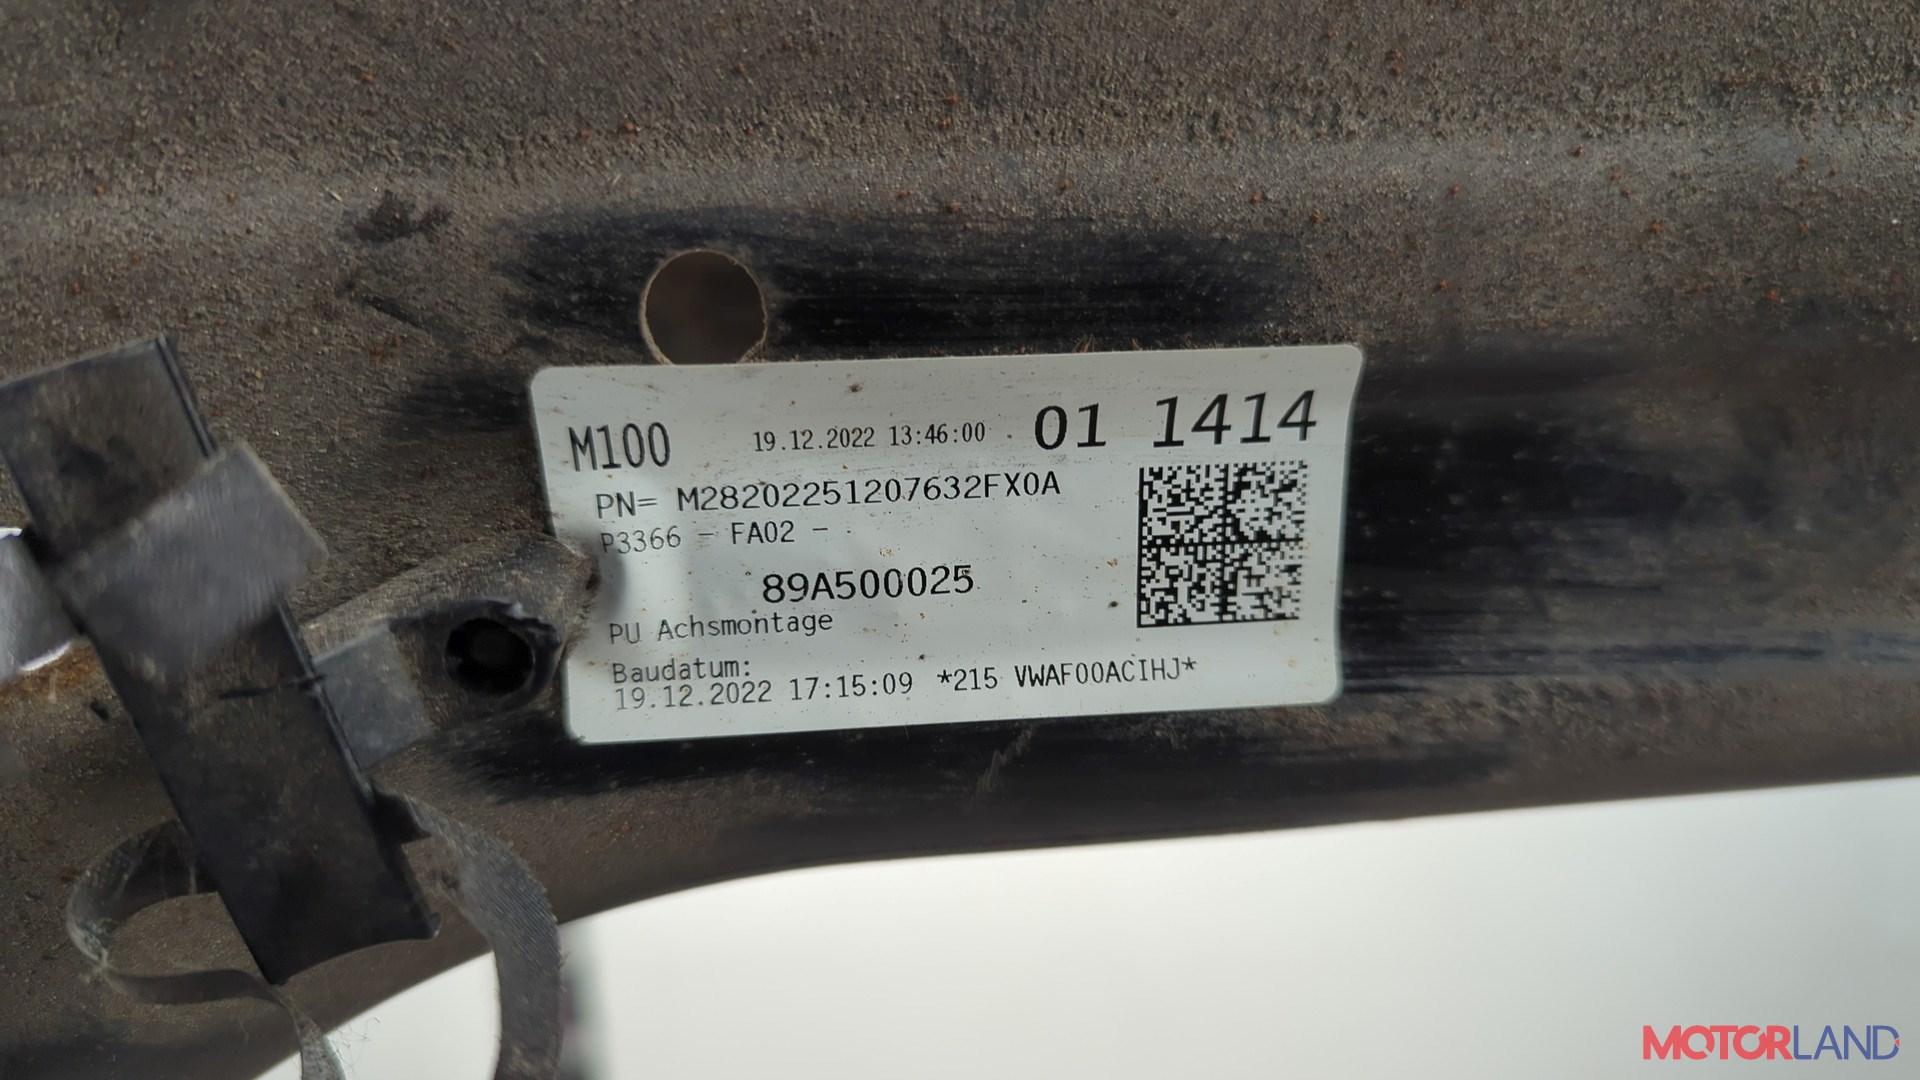 M100 19.12.2022 13:46:00 01 1414
PN= M28202251207632FX0A
P3366 - FA02 -
89A500025
PU Achsmontage
Baudatum:
19.12.2022 17:15:09 *215 VWAF00ACIHJ*
MOTORLAND